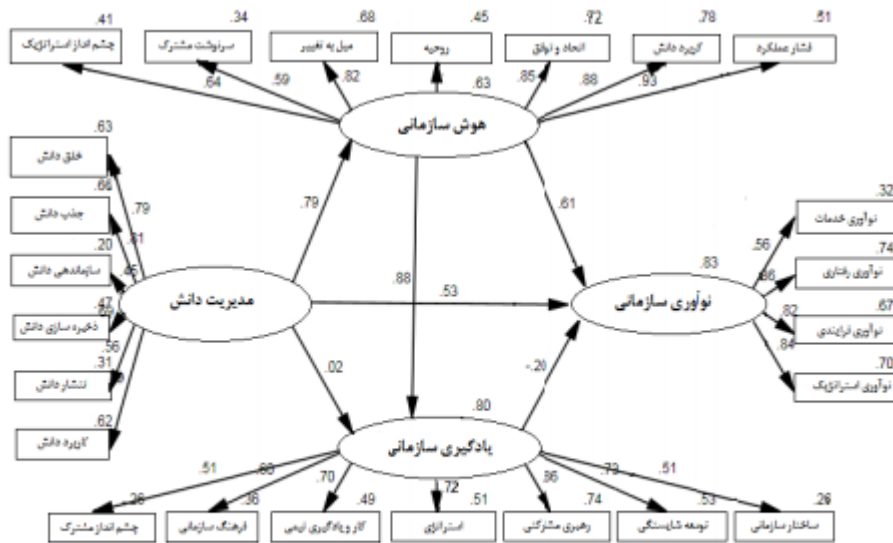 .41 .34 .68 .45 .72 .78 .51
چشم انداز استراتژیک سرنوشت مشترک میل به تغییر روحیه اتحاد و توافق کاربرد دانش فشار عملکرد
.64 .59 .82 .63 .85 .88 .93
هوش سازمانی
.63
خلق دانش
.66
جذب دانش
.79 .79 .61 .32
.81 نوآوری خدمات
.20
سازماندهی دانش
.88 .56 .74
نوآوری رفتاری
.83 .86
مدیریت دانش .53 نوآوری سازمانی
.47
ذخیره سازی دانش
.67
.82 نوآوری فرایندی
.84
.56
.31
.02 -.20 .70
نوآوری استراتژیک
.62
کاربرد دانش
.80
یادگیری سازمانی
.51 .70 .72 .86 .73 .51
.26 .36 .49 .51 .74 .53 .26
چشم انداز مشترک فرهنگ سازمانی کار و یادگیری تیمی استراتژی رهبری مشارکتی توسعه شایستگی ساختار سازمانی